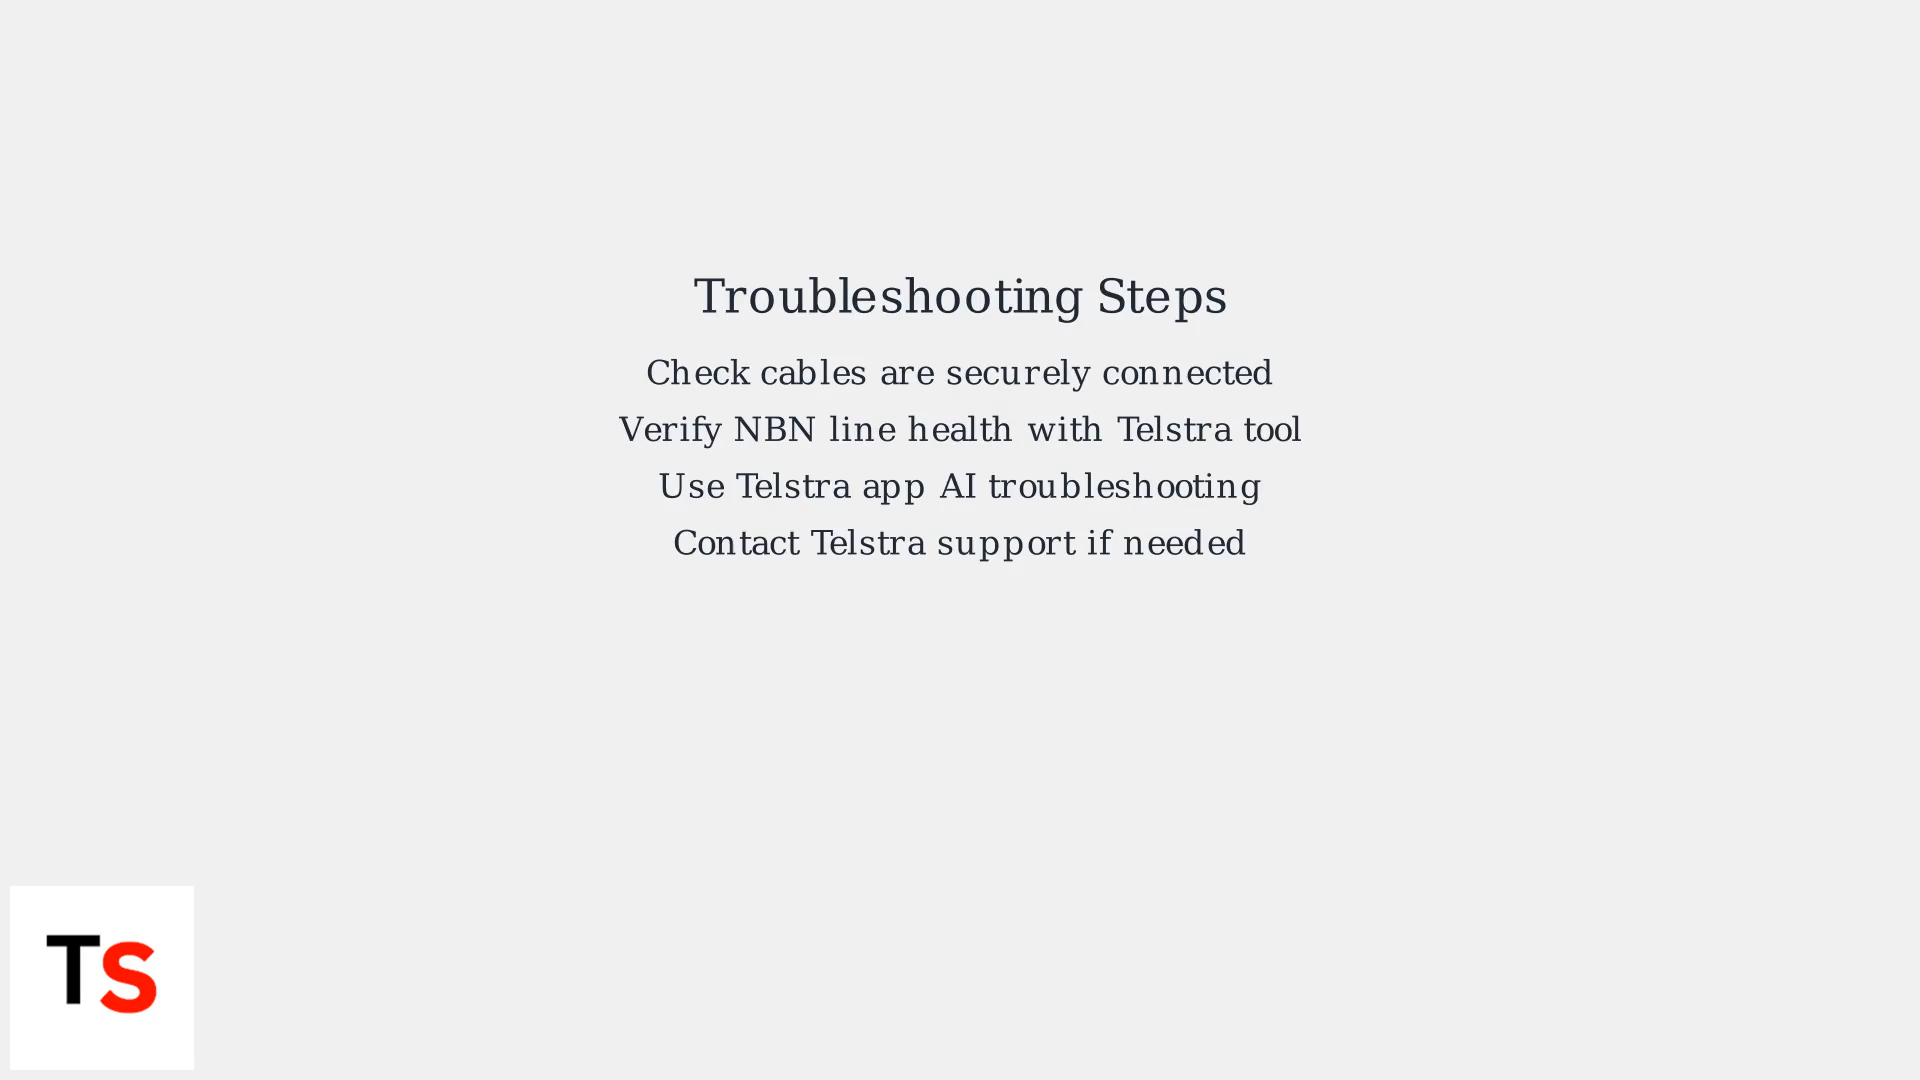 Troubleshooting Steps
Check cables are securely connected
Verify NBN line health with Telstra tool
Use Telstra app AI troubleshooting
Contact Telstra support if needed
TS